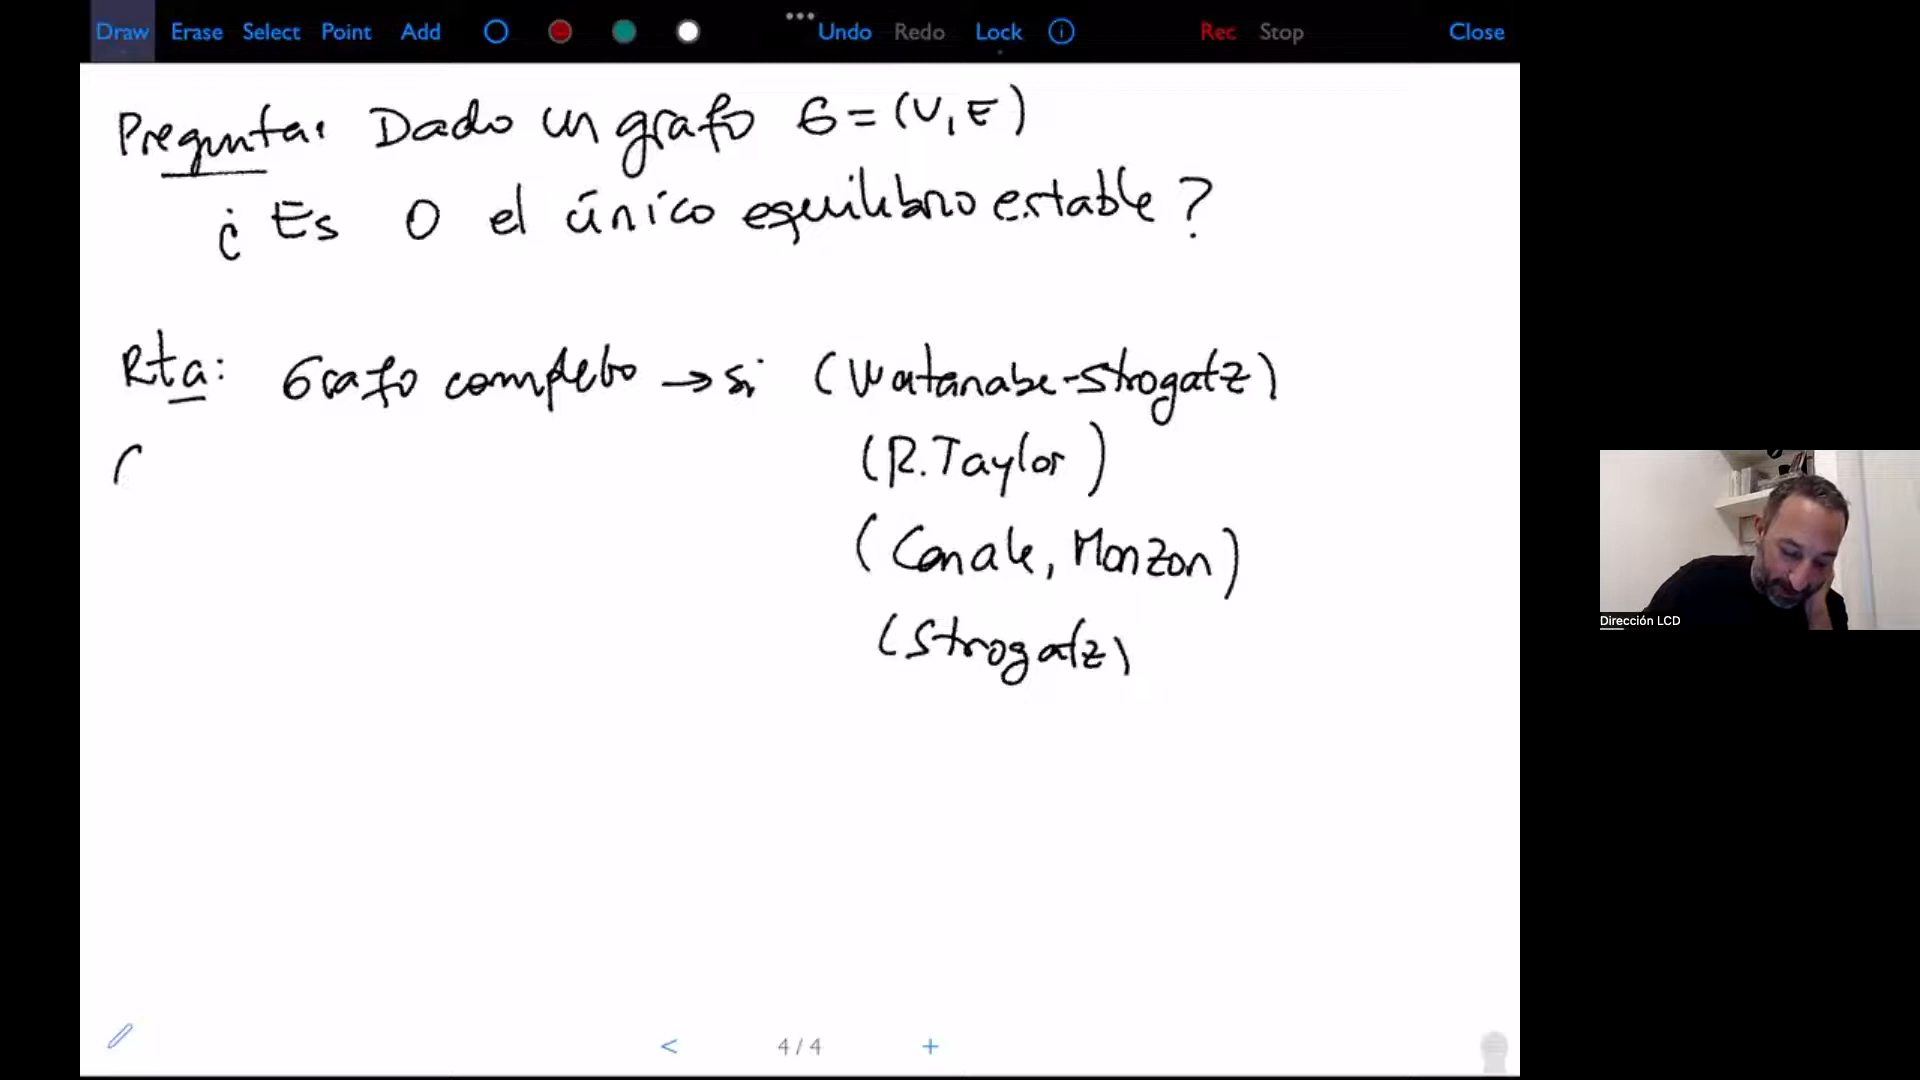 Draw Erase Select Point Add ••• Undo Redo Lock Rec Stop Close
Pregunta: Dado un grafo G = (V, E)
¿ Es 0 el único equilibrio estable ?
Rta: Grafo completo → si (Watanabe-Strogatz)
(R. Taylor)
(Canale, Monzon)
(Strogatz)
Dirección LCD
< 4 / 4 +